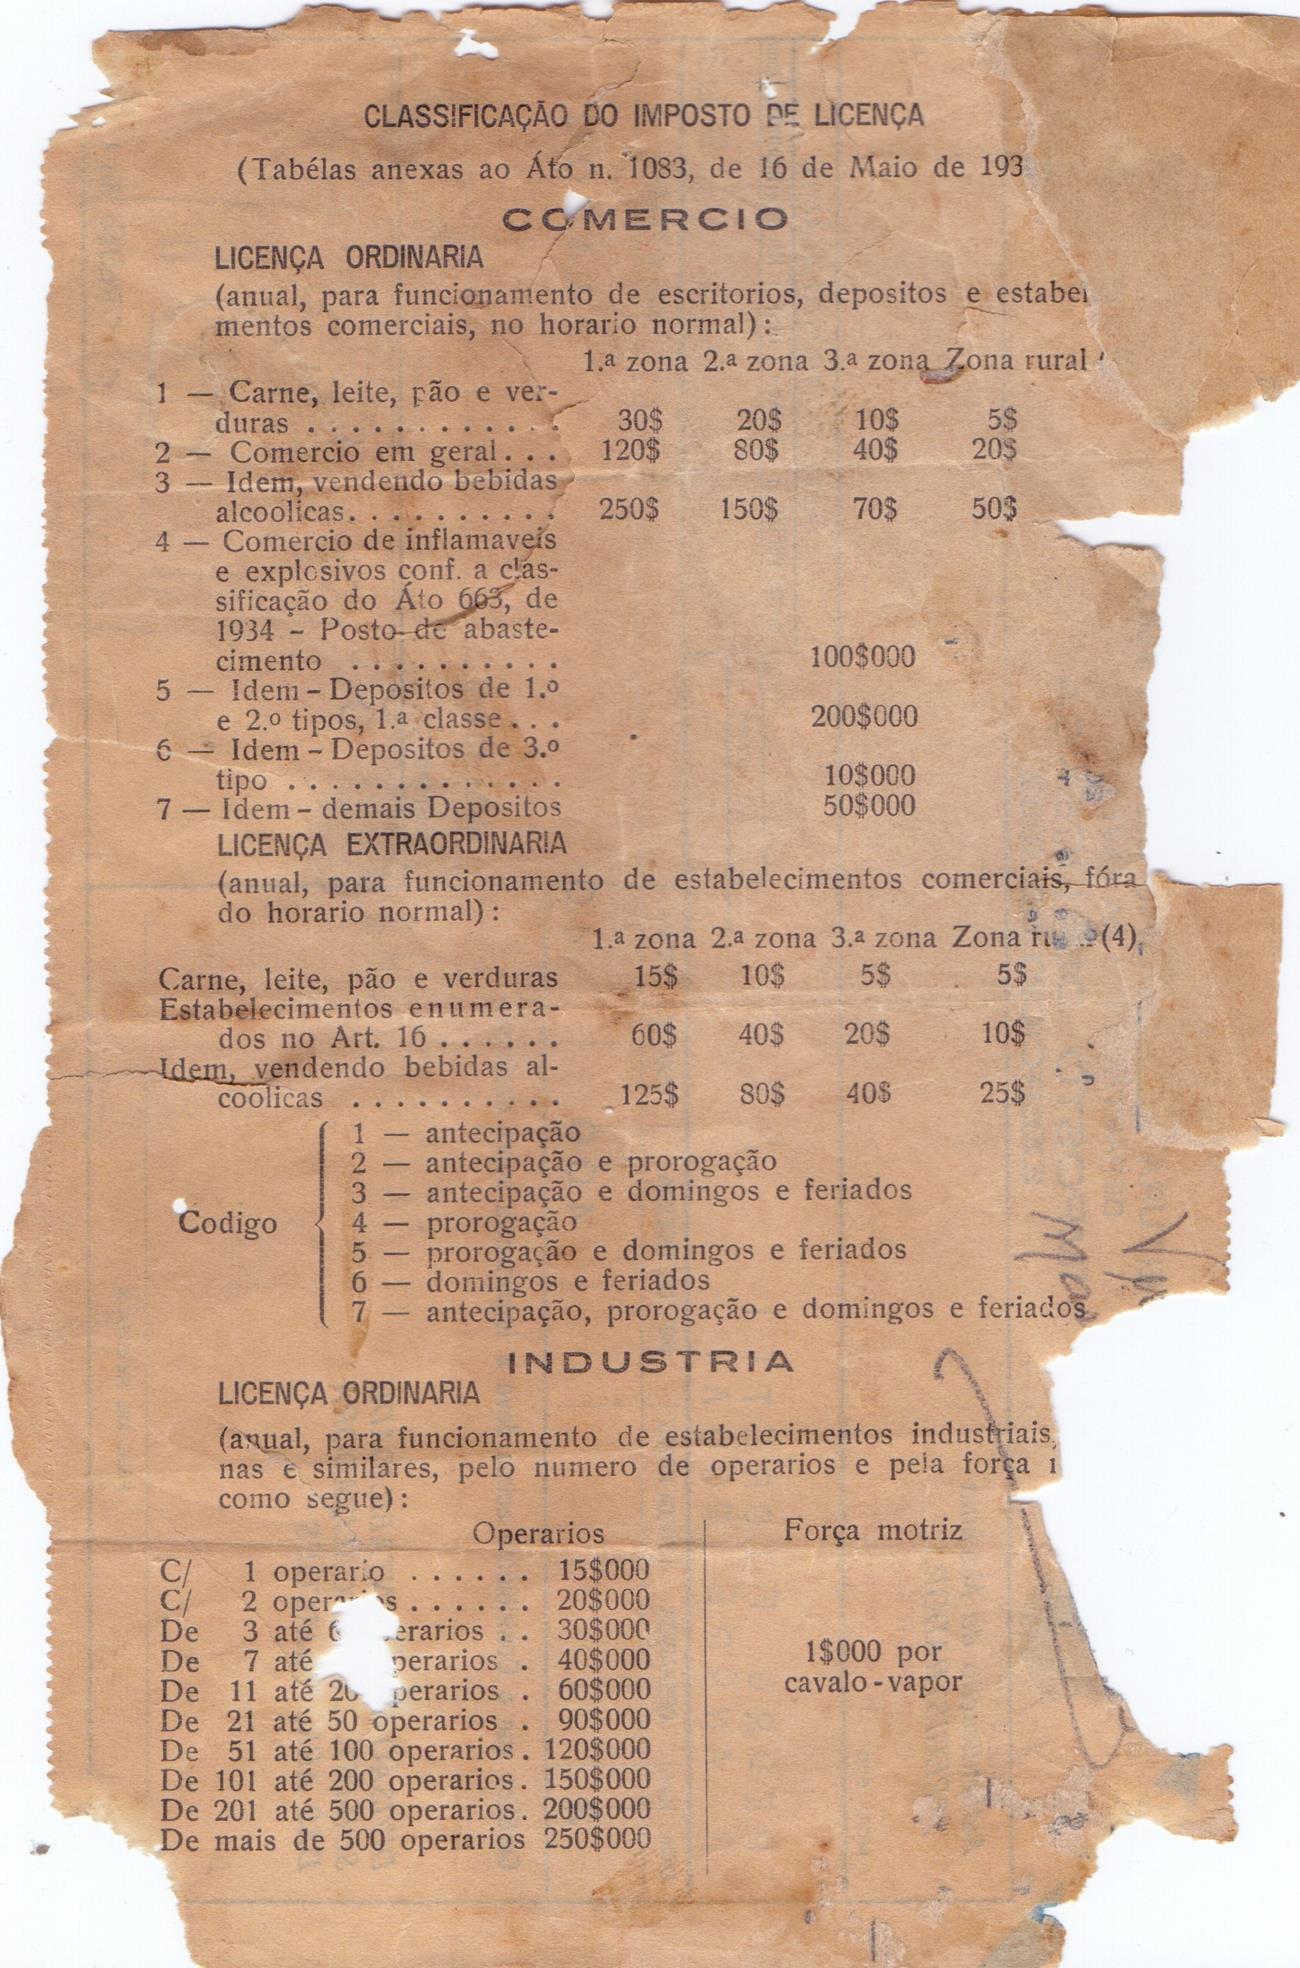 CLASSIFICAÇÃO DO IMPOSTO DE LICENÇA
(Tabélas anexas ao Áto n. 1083, de 16 de Maio de 193
COMERCIO
LICENÇA ORDINARIA
(anual, para funcionamento de escritorios, depositos e estabel
mentos comerciais, no horario normal):
1.ª zona 2.ª zona 3.ª zona Zona rural
1 — Carne, leite, pão e ver-
duras . . . . . . . . . . . . 30$ 20$ 10$ 5$
2 — Comercio em geral . . . 120$ 80$ 40$ 20$
3 — Idem, vendendo bebidas
alcoolicas. . . . . . . . . . 250$ 150$ 70$ 50$
4 — Comercio de inflamaveis
e explosivos conf. a clas-
sificação do Áto 663, de
1934 - Posto de abaste-
cimento . . . . . . . . . . 100$000
5 — Idem - Depositos de 1.º
e 2.º tipos, 1.ª classe . . . 200$000
6 — Idem - Depositos de 3.º
tipo . . . . . . . . . . . . . 10$000
7 — Idem - demais Depositos 50$000
LICENÇA EXTRAORDINARIA
(anual, para funcionamento de estabelecimentos comerciais, fóra
do horario normal):
1.ª zona 2.ª zona 3.ª zona Zona (4)
Carne, leite, pão e verduras 15$ 10$ 5$ 5$
Estabelecimentos enumera-
dos no Art. 16 . . . . . . 60$ 40$ 20$ 10$
Idem, vendendo bebidas al-
coolicas . . . . . . . . . . 125$ 80$ 40$ 25$
1 — antecipação
2 — antecipação e prorogação
3 — antecipação e domingos e feriados
Codigo 4 — prorogação
5 — prorogação e domingos e feriados
6 — domingos e feriados
7 — antecipação, prorogação e domingos e feriados
INDUSTRIA
LICENÇA ORDINARIA
(anual, para funcionamento de estabelecimentos industriais,
nas e similares, pelo numero de operarios e pela força
como segue):
Operarios Força motriz
C/ 1 operario . . . . . . 15$000
C/ 2 operarios . . . . . . 20$000
De 3 até 6 erarios . . 30$000
De 7 até perarios . 40$000
De 11 até 20 perarios . 60$000
De 21 até 50 operarios . 90$000
De 51 até 100 operarios . 120$000
De 101 até 200 operarios . 150$000
De 201 até 500 operarios . 200$000
De mais de 500 operarios 250$000
1$000 por
cavalo-vapor